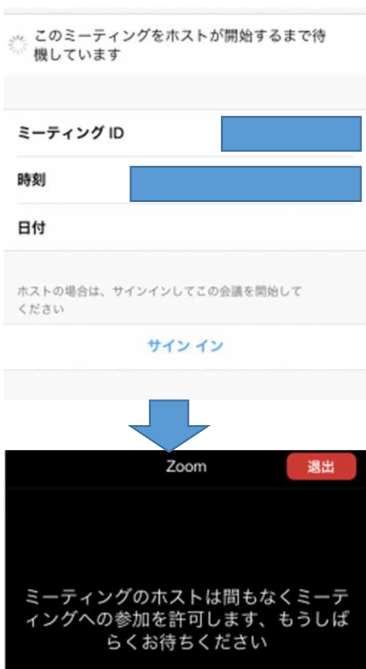 このミーティングをホストが開始するまで待
機しています
ミーティング ID
時刻
日付
ホストの場合は、サインインしてこの会議を開始して
ください
サイン イン
Zoom
退出
ミーティングのホストは間もなくミーテ
ィングへの参加を許可します、もうしば
らくお待ちください